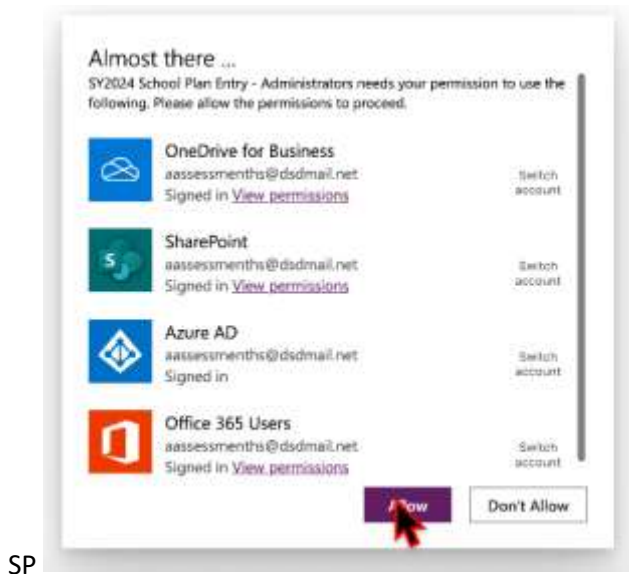 Almost there ...
SY2024 School Plan Entry - Administrators needs your permission to use the
following. Please allow the permissions to proceed.
OneDrive for Business
aassessmenths@dsdmail.net
Signed in View permissions
Switch
account
SharePoint
aassessmenths@dsdmail.net
Signed in View permissions
Switch
account
Azure AD
aassessmenths@dsdmail.net
Signed in
Switch
account
Office 365 Users
aassessmenths@dsdmail.net
Signed in View permissions
Switch
account
Allow
Don't Allow
SP